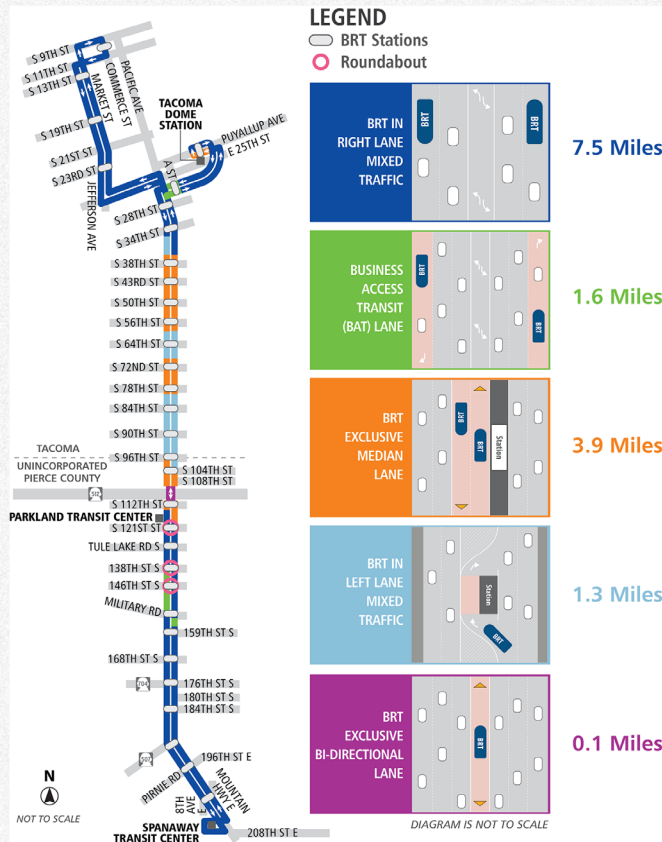 LEGEND
BRT Stations
Roundabout
S 9TH ST
S 11TH ST
S 13TH ST
MARKET ST
COMMERCE ST
PACIFIC AVE
S 19TH ST
S 21ST ST
S 23RD ST
JEFFERSON AVE
TACOMA
DOME
STATION
PUYALLUP AVE
E 25TH ST
A ST
S 28TH ST
S 34TH ST
S 38TH ST
S 43RD ST
S 50TH ST
S 56TH ST
S 64TH ST
S 72ND ST
S 78TH ST
S 84TH ST
S 90TH ST
S 96TH ST
TACOMA
UNINCORPORATED
PIERCE COUNTY
S 104TH ST
S 108TH ST
512
S 112TH ST
PARKLAND TRANSIT CENTER
S 121ST ST
TULE LAKE RD S
138TH ST S
146TH ST S
MILITARY RD
159TH ST S
168TH ST S
704
176TH ST S
180TH ST S
184TH ST S
507
196TH ST E
PIRNIE RD
8TH
AVE
E
MOUNTAIN
HWY E
SPANAWAY
TRANSIT CENTER
208TH ST E
N
NOT TO SCALE
BRT IN
RIGHT LANE
MIXED
TRAFFIC
BRT
BRT
7.5 Miles
BUSINESS
ACCESS
TRANSIT
(BAT) LANE
BRT
BRT
1.6 Miles
BRT
EXCLUSIVE
MEDIAN
LANE
BRT
BRT
Station
3.9 Miles
BRT IN
LEFT LANE
MIXED
TRAFFIC
Station
BRT
1.3 Miles
BRT
EXCLUSIVE
BI-DIRECTIONAL
LANE
BRT
0.1 Miles
DIAGRAM IS NOT TO SCALE